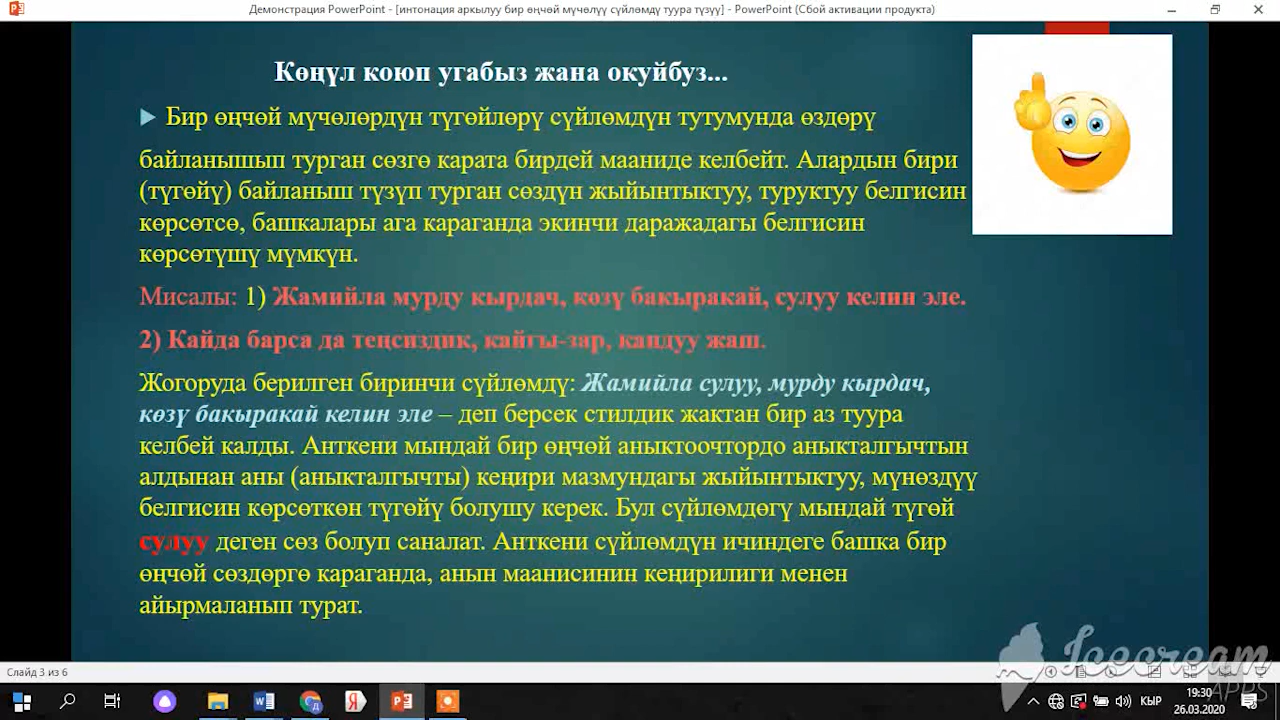 Демонстрация PowerPoint - [интонация аркылуу бир өңчөй мүчөлүү сүйлөмдү туура түзүү] - PowerPoint (Сбой активации продукта)
Көңүл коюп угабыз жана окуйбуз...
Бир өңчөй мүчөлөрдүн түгөйлөрү сүйлөмдүн тутумунда өздөрү
байланышып турган сөзгө карата бирдей мааниде келбейт. Алардын бири
(түгөйү) байланыш түзүп турган сөздүн жыйынтыктуу, туруктуу белгисин
көрсөтсө, башкалары ага караганда экинчи даражадагы белгисин
көрсөтүшү мүмкүн.
Мисалы: 1) Жамийла мурду кырдач, көзү бакыракай, сулуу келин эле.
2) Кайда барса да теңсиздик, кайгы-зар, кандуу жаш.
Жогоруда берилген биринчи сүйлөмдү: Жамийла сулуу, мурду кырдач,
көзү бакыракай келин эле – деп берсек стилдик жактан бир аз туура
келбей калды. Анткени мындай бир өңчөй аныктоочтордо аныкталгычтын
алдынан аны (аныкталгычты) кеңири мазмундагы жыйынтыктуу, мүнөздүү
белгисин көрсөткөн түгөйү болушу керек. Бул сүйлөмдөгү мындай түгөй
сулуу деген сөз болуп саналат. Анткени сүйлөмдүн ичиндеге башка бир
өңчөй сөздөргө караганда, анын маанисинин кеңирилиги менен
айырмаланып турат.
Icecream
APPS
Слайд 3 из 6
КЫР
19:30
26.03.2020